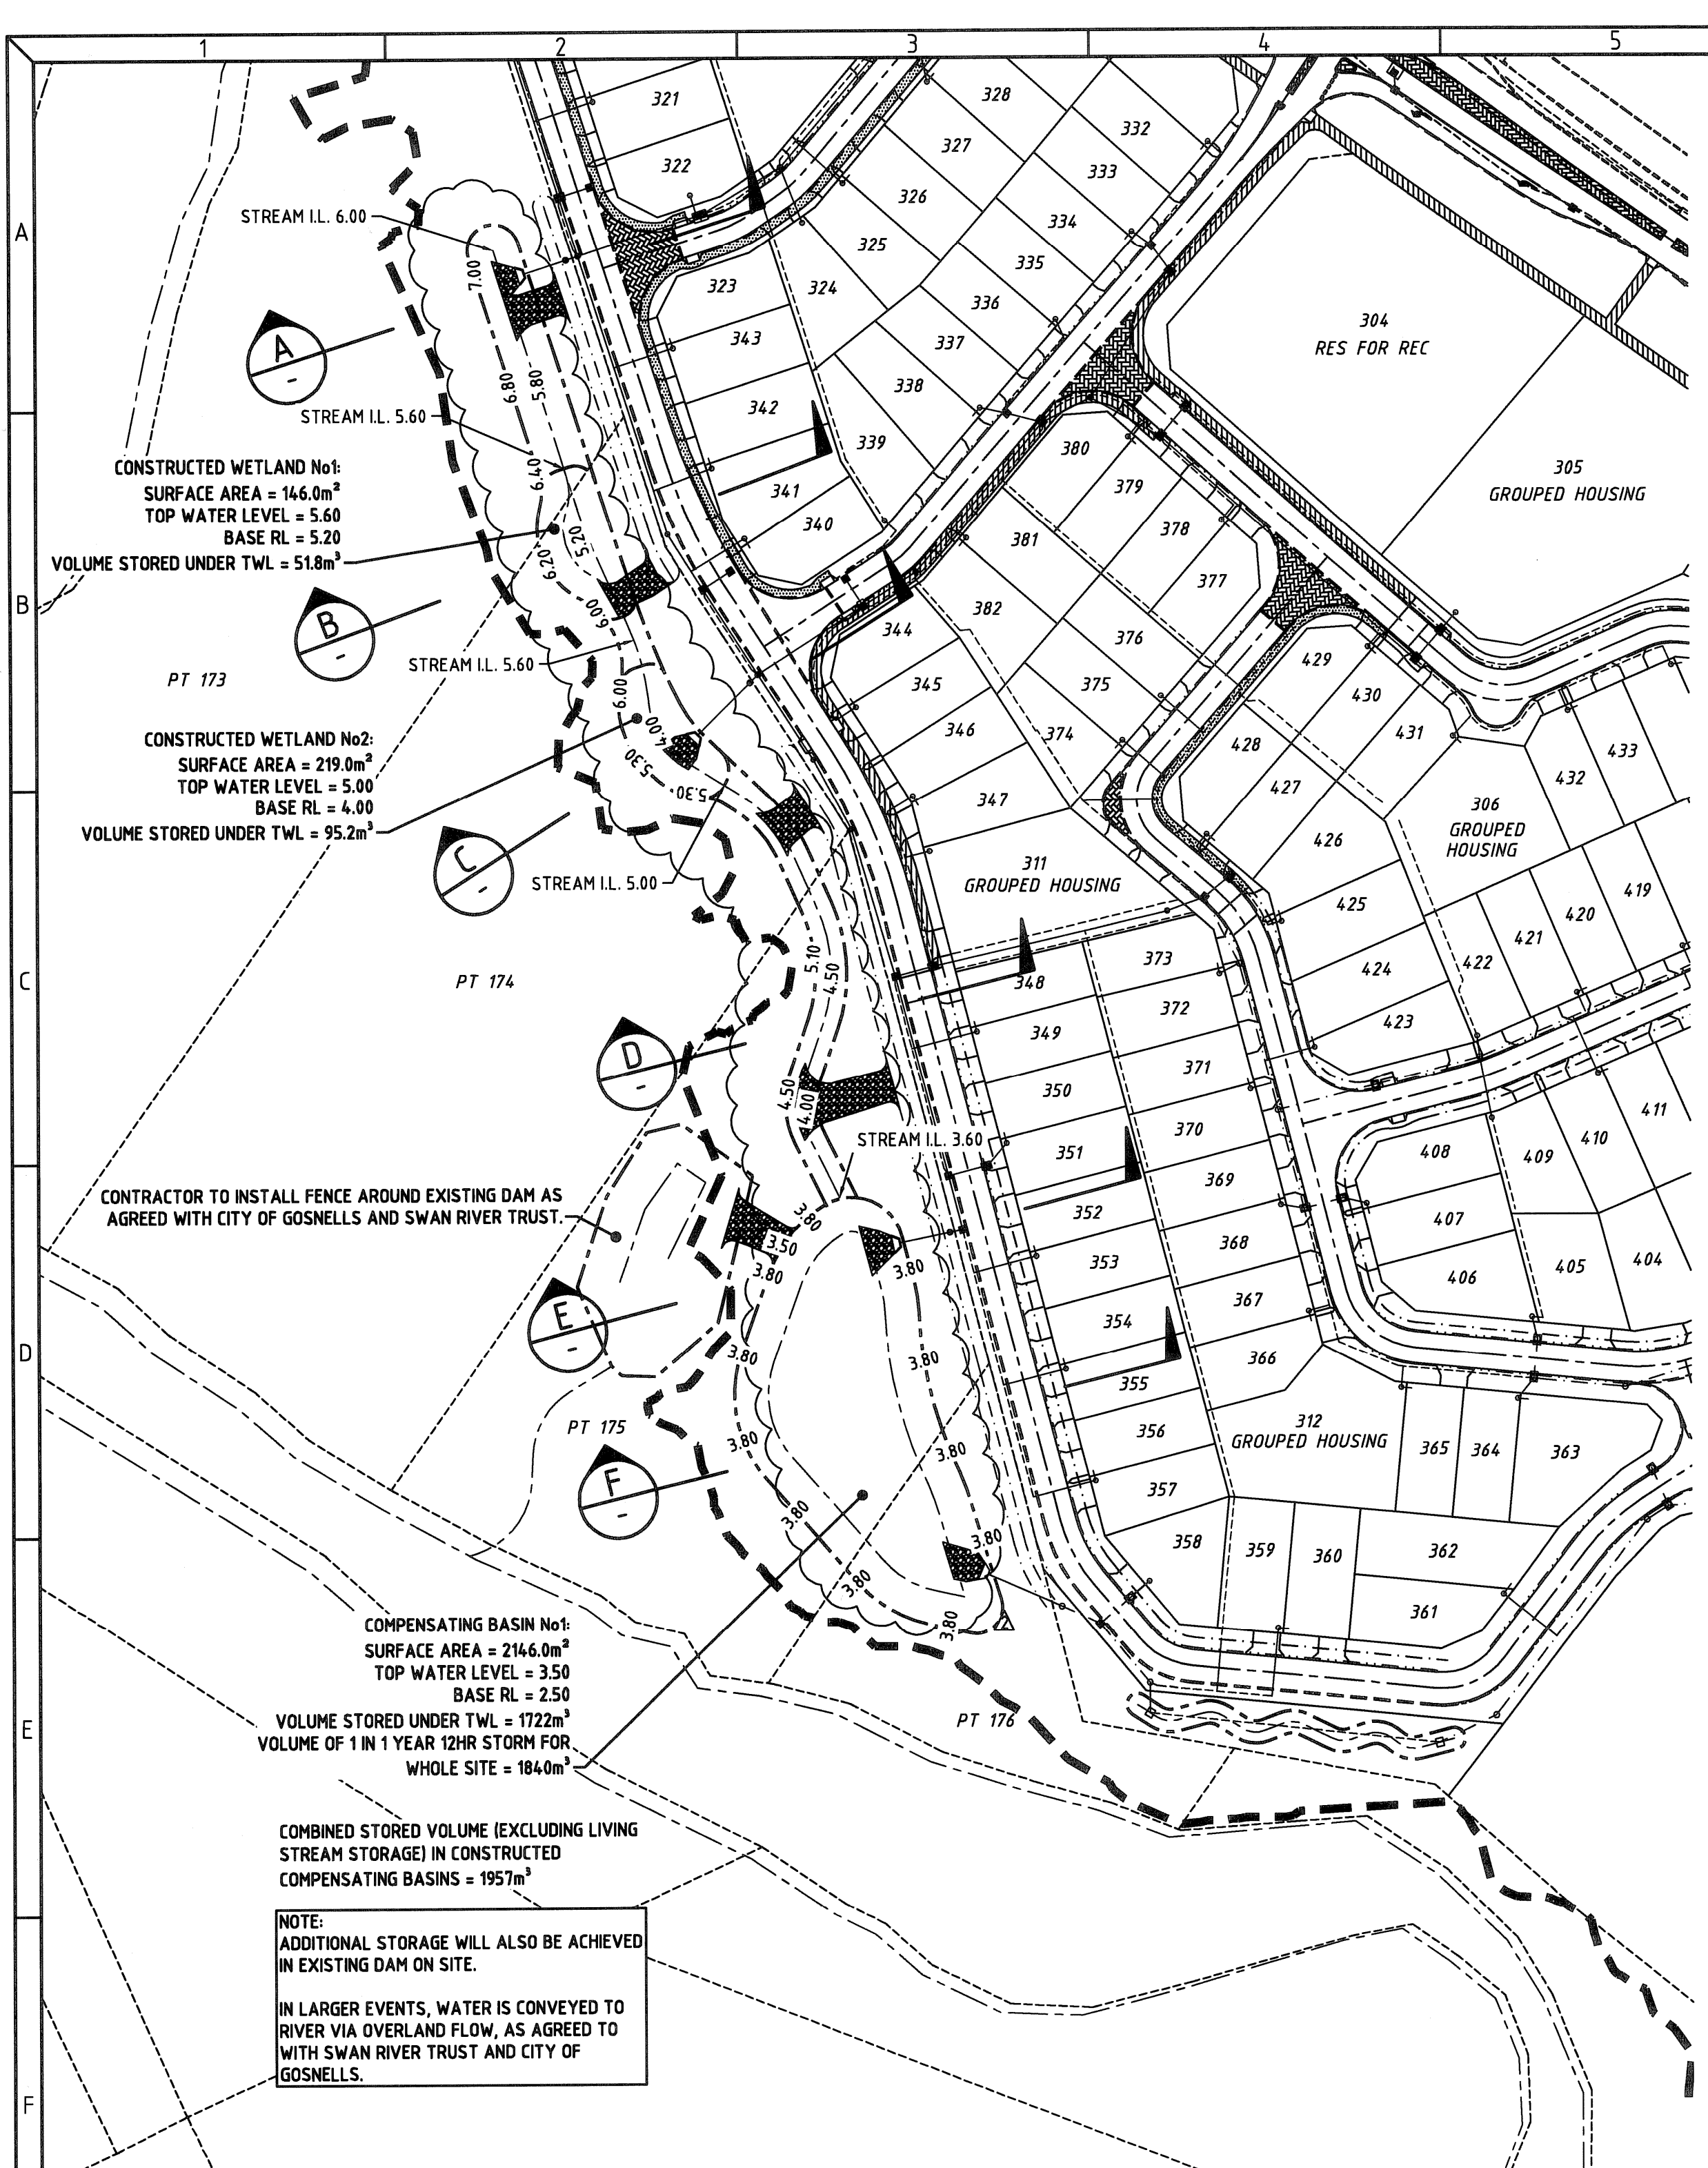 1
2
3
4
5
A
B
C
D
E
F
321
322
328
327
326
325
324
332
333
334
335
336
337
338
339
323
343
342
341
340
STREAM I.L. 6.00
7.00
A
-
6.80
5.80
STREAM I.L. 5.60
6.40
CONSTRUCTED WETLAND No1:
SURFACE AREA = 146.0m²
TOP WATER LEVEL = 5.60
BASE RL = 5.20
VOLUME STORED UNDER TWL = 51.8m³
5.20
6.20
6.00
B
-
STREAM I.L. 5.60
PT 173
6.00
4.00
5.30
5.30
CONSTRUCTED WETLAND No2:
SURFACE AREA = 219.0m²
TOP WATER LEVEL = 5.00
BASE RL = 4.00
VOLUME STORED UNDER TWL = 95.2m³
C
-
STREAM I.L. 5.00
304
RES FOR REC
305
GROUPED HOUSING
380
379
378
377
381
382
376
375
374
344
345
346
347
311
GROUPED HOUSING
429
430
431
428
427
426
425
424
423
432
433
306
GROUPED
HOUSING
419
420
421
422
PT 174
5.10
4.50
D
-
4.50
4.00
STREAM I.L. 3.60
348
349
350
351
352
353
354
355
356
357
358
373
372
371
370
369
368
367
366
408
407
406
409
410
411
405
404
CONTRACTOR TO INSTALL FENCE AROUND EXISTING DAM AS
AGREED WITH CITY OF GOSNELLS AND SWAN RIVER TRUST.
3.80
3.50
3.80
3.80
E
-
3.80
3.80
PT 175
F
-
3.80
3.80
3.80
3.80
3.80
3.80
312
GROUPED HOUSING
365
364
363
359
360
362
361
COMPENSATING BASIN No1:
SURFACE AREA = 2146.0m²
TOP WATER LEVEL = 3.50
BASE RL = 2.50
VOLUME STORED UNDER TWL = 1722m³
VOLUME OF 1 IN 1 YEAR 12HR STORM FOR
WHOLE SITE = 1840m³
PT 176
COMBINED STORED VOLUME (EXCLUDING LIVING
STREAM STORAGE) IN CONSTRUCTED
COMPENSATING BASINS = 1957m³
NOTE:
ADDITIONAL STORAGE WILL ALSO BE ACHIEVED
IN EXISTING DAM ON SITE.
IN LARGER EVENTS, WATER IS CONVEYED TO
RIVER VIA OVERLAND FLOW, AS AGREED TO
WITH SWAN RIVER TRUST AND CITY OF
GOSNELLS.